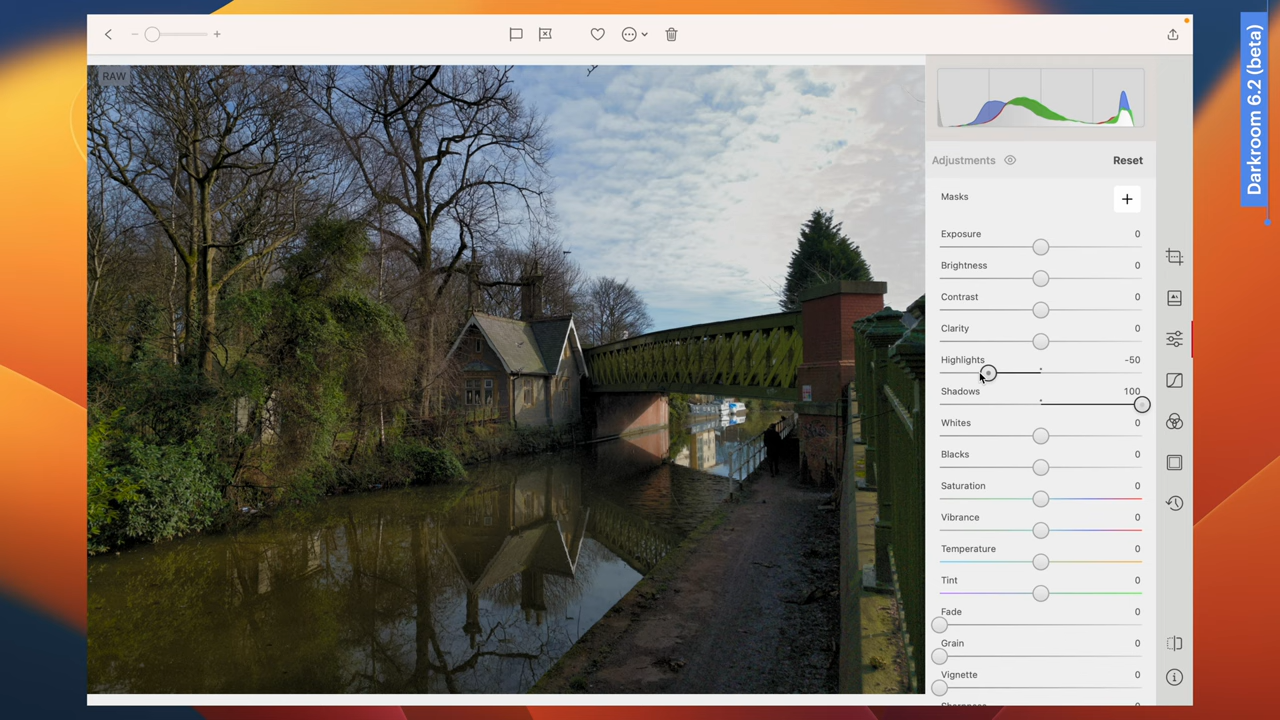 RAW
Adjustments
Reset
Masks
Exposure 0
Brightness 0
Contrast 0
Clarity 0
Highlights -50
Shadows 100
Whites 0
Blacks 0
Saturation 0
Vibrance 0
Temperature 0
Tint 0
Fade 0
Grain 0
Vignette 0
Darkroom 6.2 (beta)